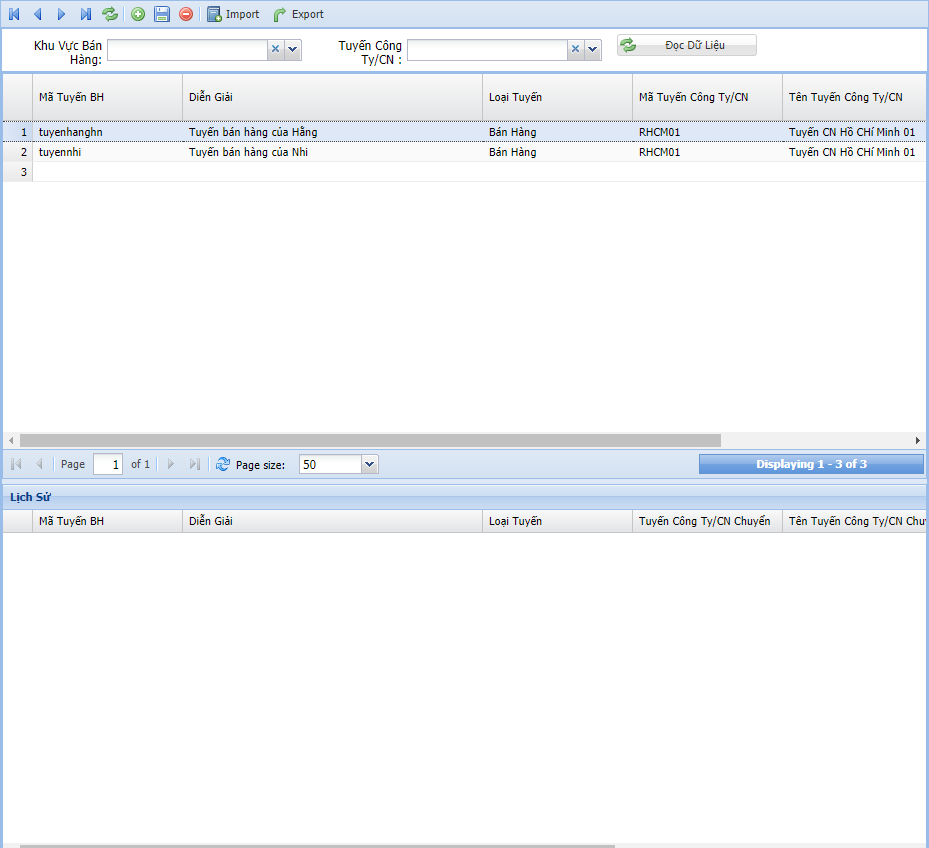 Import Export
Khu Vực Bán Hàng:
Tuyến Công Ty/CN :
Đọc Dữ Liệu
Mã Tuyến BH Diễn Giải Loại Tuyến Mã Tuyến Công Ty/CN Tên Tuyến Công Ty/CN
1 tuyenhanghn Tuyến bán hàng của Hằng Bán Hàng RHCM01 Tuyến CN Hồ CHí Minh 01
2 tuyennhi Tuyến bán hàng của Nhi Bán Hàng RHCM01 Tuyến CN Hồ CHí Minh 01
3
Page 1 of 1 Page size: 50 Displaying 1 - 3 of 3
Lịch Sử
Mã Tuyến BH Diễn Giải Loại Tuyến Tuyến Công Ty/CN Chuyển Tên Tuyến Công Ty/CN